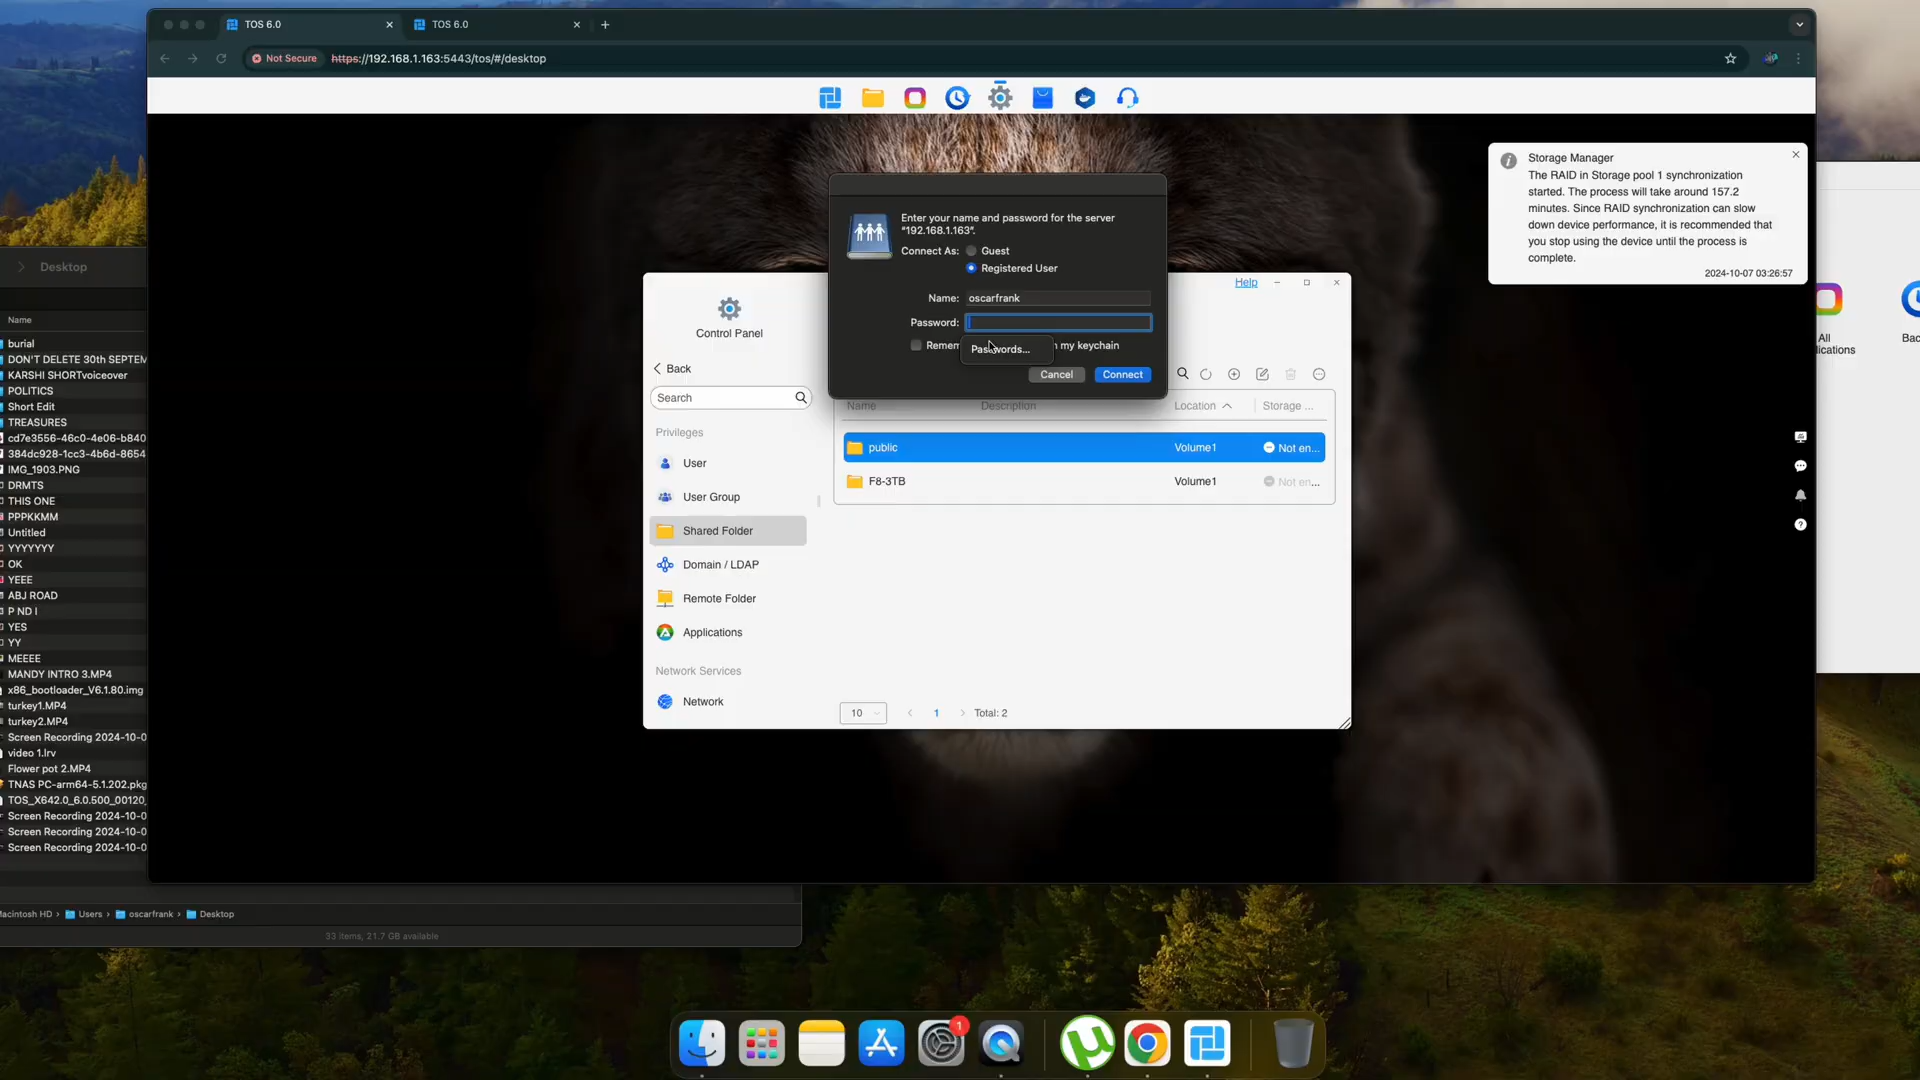 TOS 6.0
TOS 6.0
Not Secure
https://192.168.1.163:5443/tos/#/desktop
Storage Manager
The RAID in Storage pool 1 synchronization
started. The process will take around 157.2
minutes. Since RAID synchronization can slow
down device performance, it is recommended that
you stop using the device until the process is
complete.
2024-10-07 03:26:57
Enter your name and password for the server
“192.168.1.163”.
Connect As:
Guest
Registered User
Name:
oscarfrank
Password:
Passwords...
my keychain
Cancel
Connect
Help
Control Panel
Back
Search
Privileges
User
User Group
Shared Folder
Domain / LDAP
Remote Folder
Applications
Network Services
Network
Name
Description
Location
Storage ...
public
Volume1
Not en...
F8-3TB
Volume1
Not en...
10
1
Total: 2
All
Desktop
Name
burial
DON'T DELETE 30th SEPTEM
KARSHI SHORTvoiceover
POLITICS
Short Edit
TREASURES
cd7e3556-46c0-4e06-b840
384dc928-1cc3-4b6d-8654
IMG_1903.PNG
DRMTS
THIS ONE
PPPKKMM
Untitled
YYYYYYY
OK
YEEE
ABJ ROAD
P ND I
YES
YY
MEEEE
MANDY INTRO 3.MP4
x86_bootloader_V6.1.80.img
turkey1.MP4
turkey2.MP4
Screen Recording 2024-10-0
video 1.lrv
Flower pot 2.MP4
TNAS PC-arm64-5.1.202.pkg
TOS_X642.0_6.0.500_00120_
Screen Recording 2024-10-0
Screen Recording 2024-10-0
Screen Recording 2024-10-0
Macintosh HD › Users › oscarfrank › Desktop
33 items, 21.7 GB available
1